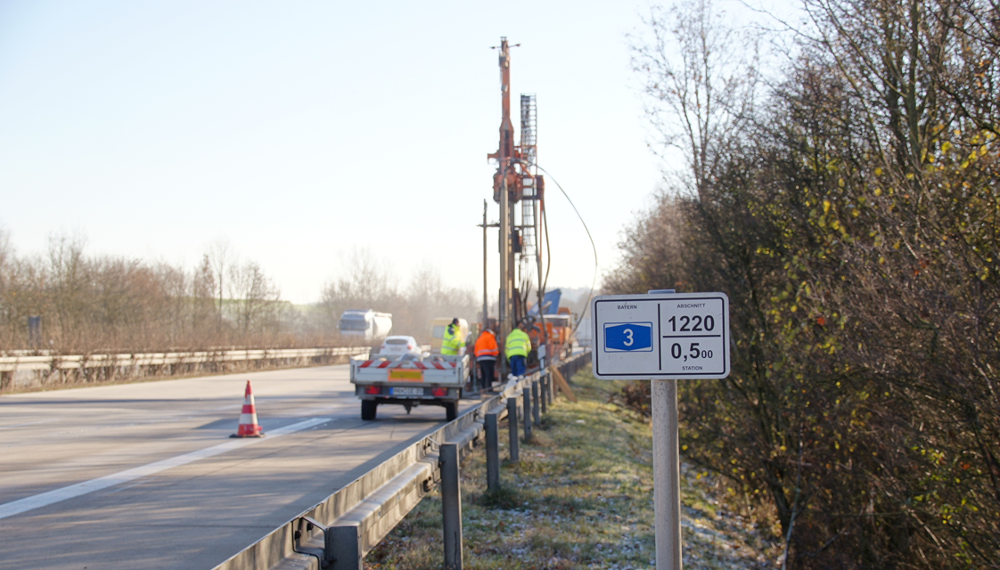 BAYERN
3
ABSCHNITT
1220
0,500
STATION